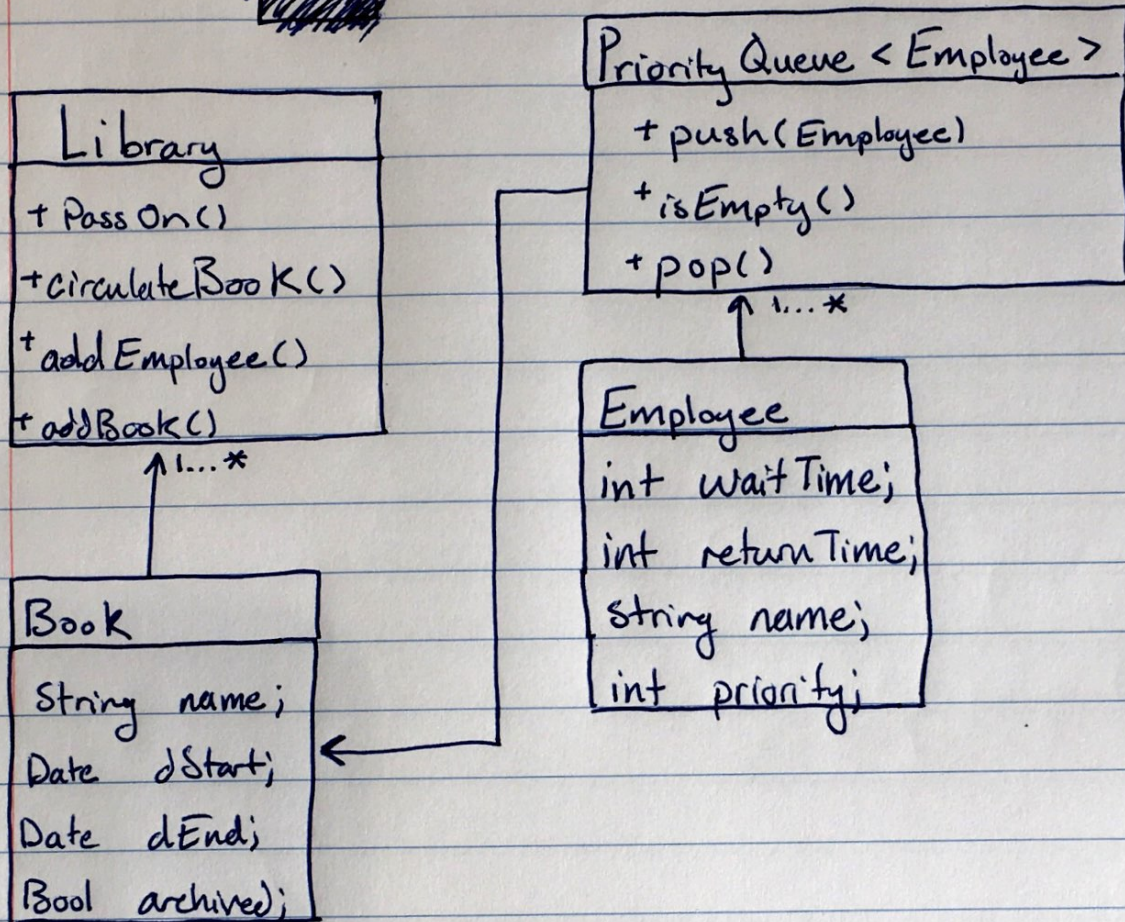 Library
+ PassOn()
+ circulateBook()
+ addEmployee()
+ addBook()
1...*
Book
String name;
Date dStart;
Date dEnd;
Bool archived;
Priority Queue < Employee >
+ push(Employee)
+ isEmpty()
+ pop()
1...*
Employee
int waitTime;
int returnTime;
string name;
int priority;